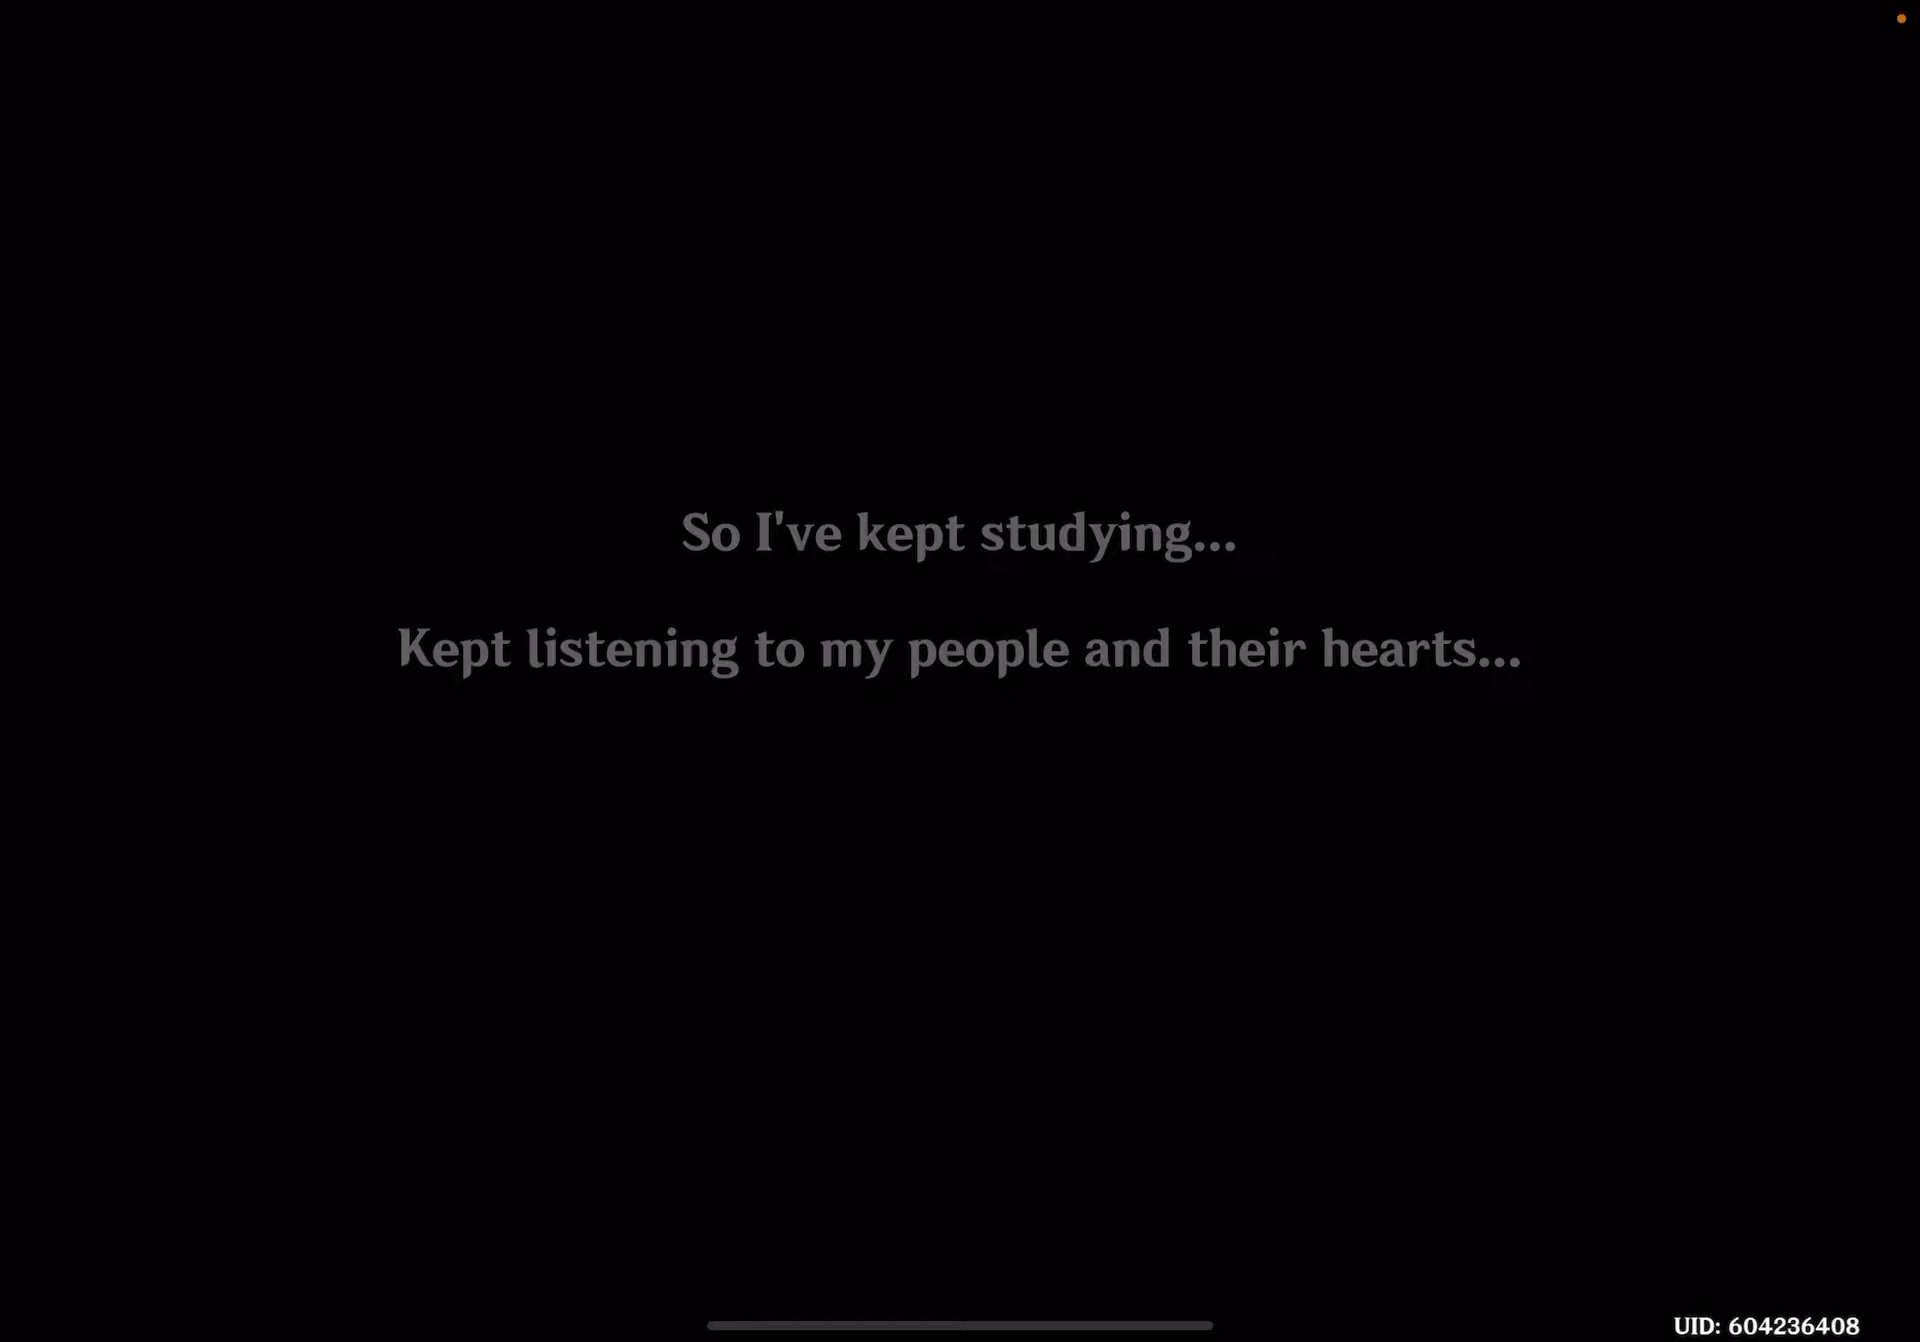 So I've kept studying...
Kept listening to my people and their hearts...
UID: 604236408